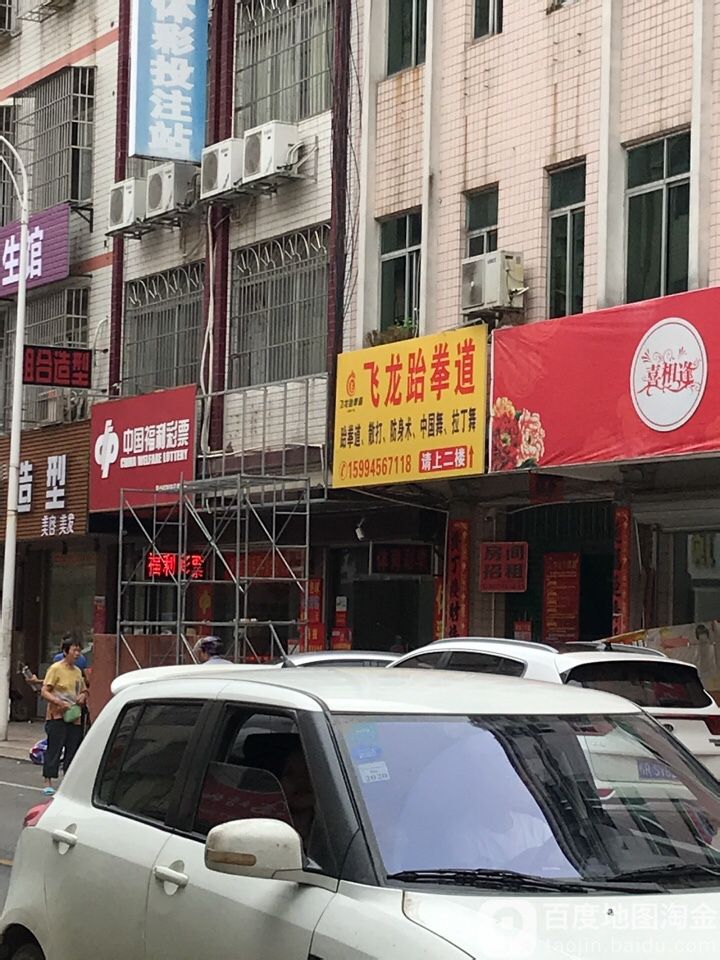 体彩投注站
生馆
组合造型
造型
美容 美发
中国福利彩票
CHINA WELFARE LOTTERY
福利彩票
飞龙跆拳道
飞龙跆拳道
跆拳道、散打、防身术、中国舞、拉丁舞
15994567118
请上二楼
喜相逢
房间
招租
2020
百度地图淘金
taojin.baidu.com